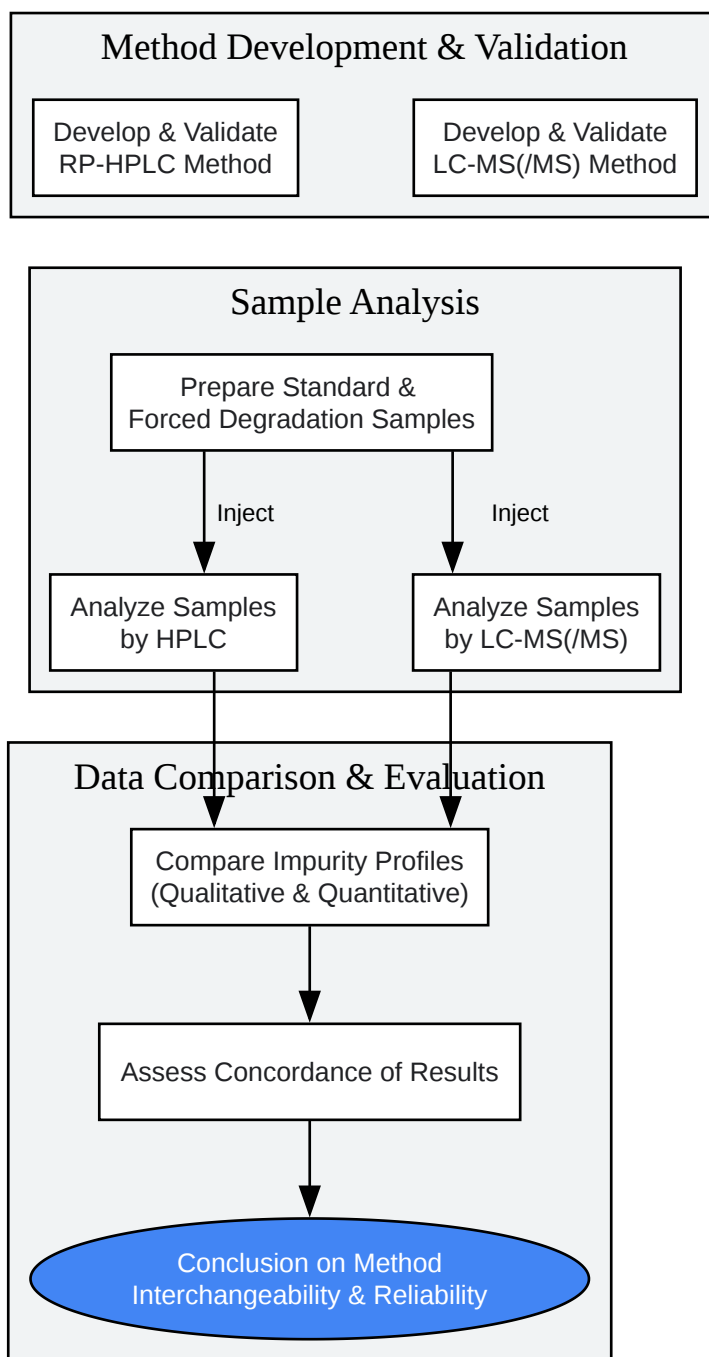 Method Development & Validation
Develop & Validate
RP-HPLC Method
Develop & Validate
LC-MS(/MS) Method
Sample Analysis
Prepare Standard &
Forced Degradation Samples
Inject
Inject
Analyze Samples
by HPLC
Analyze Samples
by LC-MS(/MS)
Data Comparison & Evaluation
Compare Impurity Profiles
(Qualitative & Quantitative)
Assess Concordance of Results
Conclusion on Method
Interchangeability & Reliability